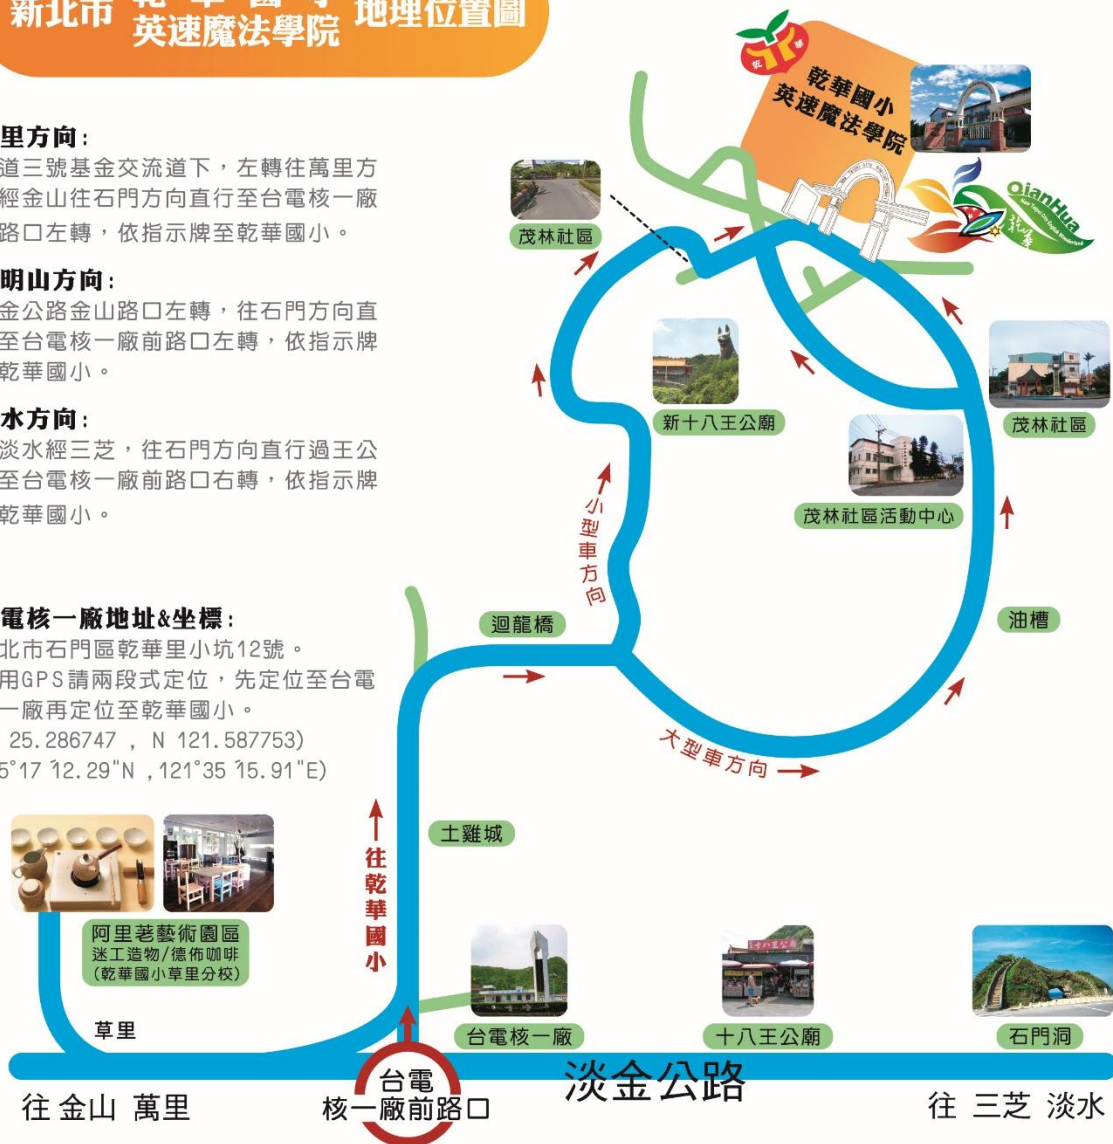 新北市 乾華國小 地理位置圖
英速魔法學院
里方向:
道三號基金交流道下，左轉往萬里方
經金山往石門方向直行至台電核一廠
路口左轉，依指示牌至乾華國小。
明山方向:
金公路金山路口左轉，往石門方向直
至台電核一廠前路口左轉，依指示牌
乾華國小。
水方向:
淡水經三芝，往石門方向直行過王公
至台電核一廠前路口右轉，依指示牌
乾華國小。
電核一廠地址&坐標:
北市石門區乾華里小坑12號。
用GPS請兩段式定位，先定位至台電
一廠再定位至乾華國小。
25.286747 , N 121.587753)
5°17´12.29"N ,121°35´15.91"E)
乾 華
乾華國小
英速魔法學院
QianHua
New Taipei City English Wonderland
乾華
茂林社區
新十八王公廟
茂林社區
茂林社區活動中心
小型車方向
迴龍橋
油槽
大型車方向
土雞城
往乾華國小
阿里荖藝術園區
迷工造物/德佈咖啡
(乾華國小草里分校)
台電核一廠
十八王公廟
石門洞
草里
台電
核一廠前路口
淡金公路
往 金山 萬里
往 三芝 淡水